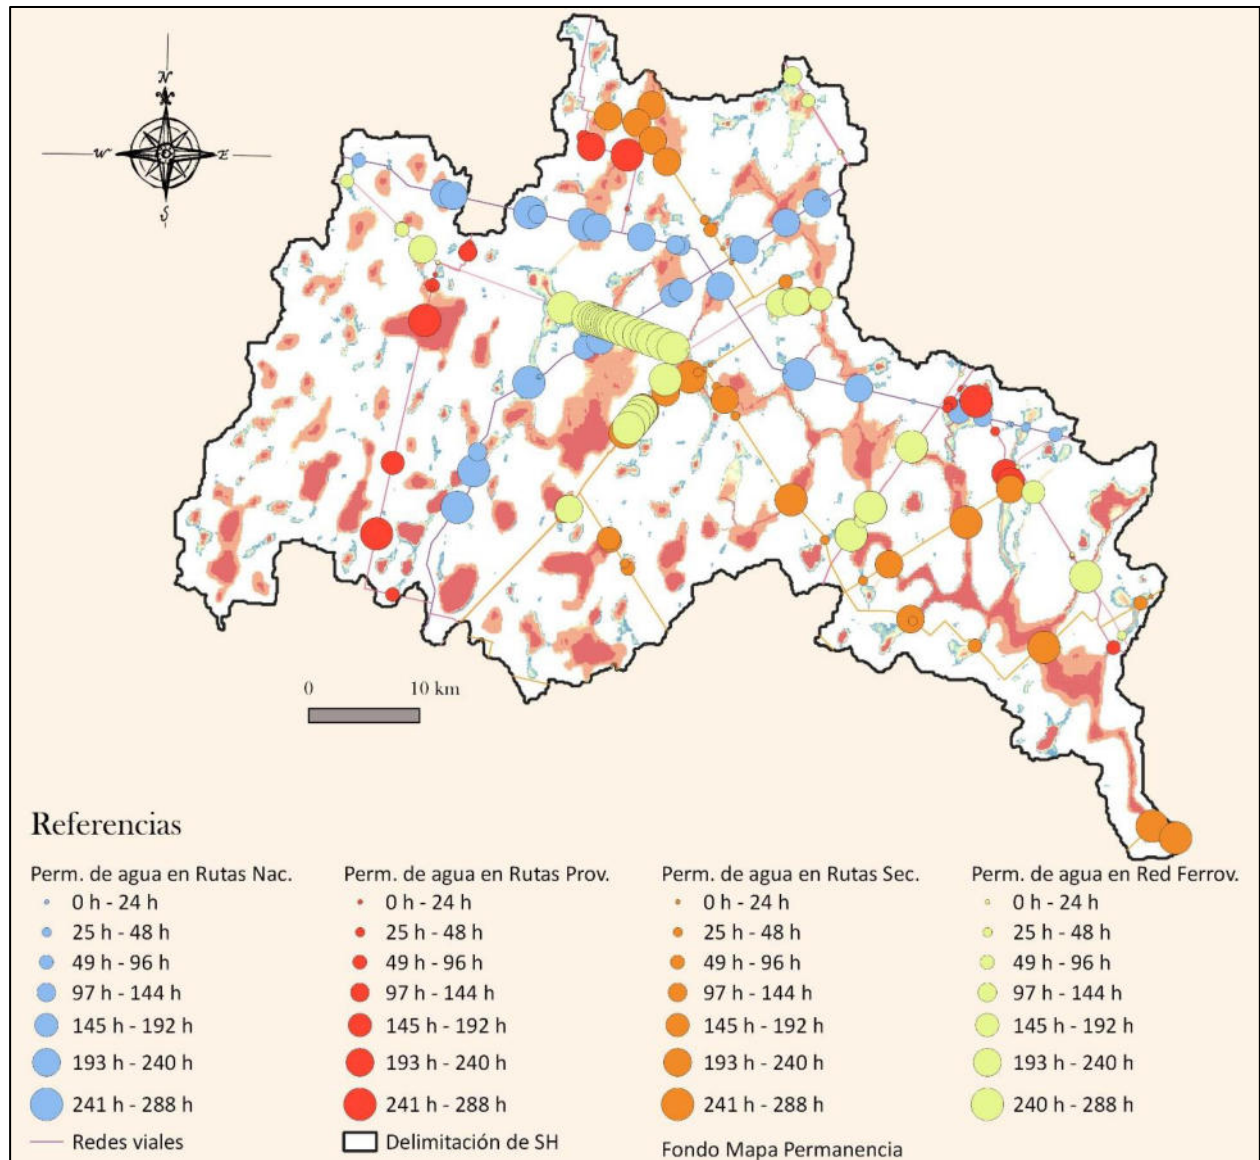 N
W E
S
0 10 km
Referencias
Perm. de agua en Rutas Nac. Perm. de agua en Rutas Prov. Perm. de agua en Rutas Sec. Perm. de agua en Red Ferrov.
0 h - 24 h 0 h - 24 h 0 h - 24 h 0 h - 24 h
25 h - 48 h 25 h - 48 h 25 h - 48 h 25 h - 48 h
49 h - 96 h 49 h - 96 h 49 h - 96 h 49 h - 96 h
97 h - 144 h 97 h - 144 h 97 h - 144 h 97 h - 144 h
145 h - 192 h 145 h - 192 h 145 h - 192 h 145 h - 192 h
193 h - 240 h 193 h - 240 h 193 h - 240 h 193 h - 240 h
241 h - 288 h 241 h - 288 h 241 h - 288 h 240 h - 288 h
Redes viales Delimitación de SH Fondo Mapa Permanencia